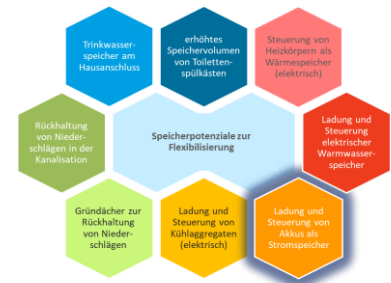 Trinkwasser-
speicher am
Hausanschluss
erhöhtes
Speichervolumen
von Toiletten-
spülkästen
Steuerung von
Heizkörpern als
Wärmespeicher
(elektrisch)
Rückhaltung
von Nieder-
schlägen in der
Kanalisation
Speicherpotenziale zur
Flexibilisierung
Ladung und
Steuerung
elektrischer
Warmwasser-
speicher
Gründächer zur
Rückhaltung
von Nieder-
schlägen
Ladung und
Steuerung von
Kühlaggregaten
(elektrisch)
Ladung und
Steuerung von
Akkus als
Stromspeicher